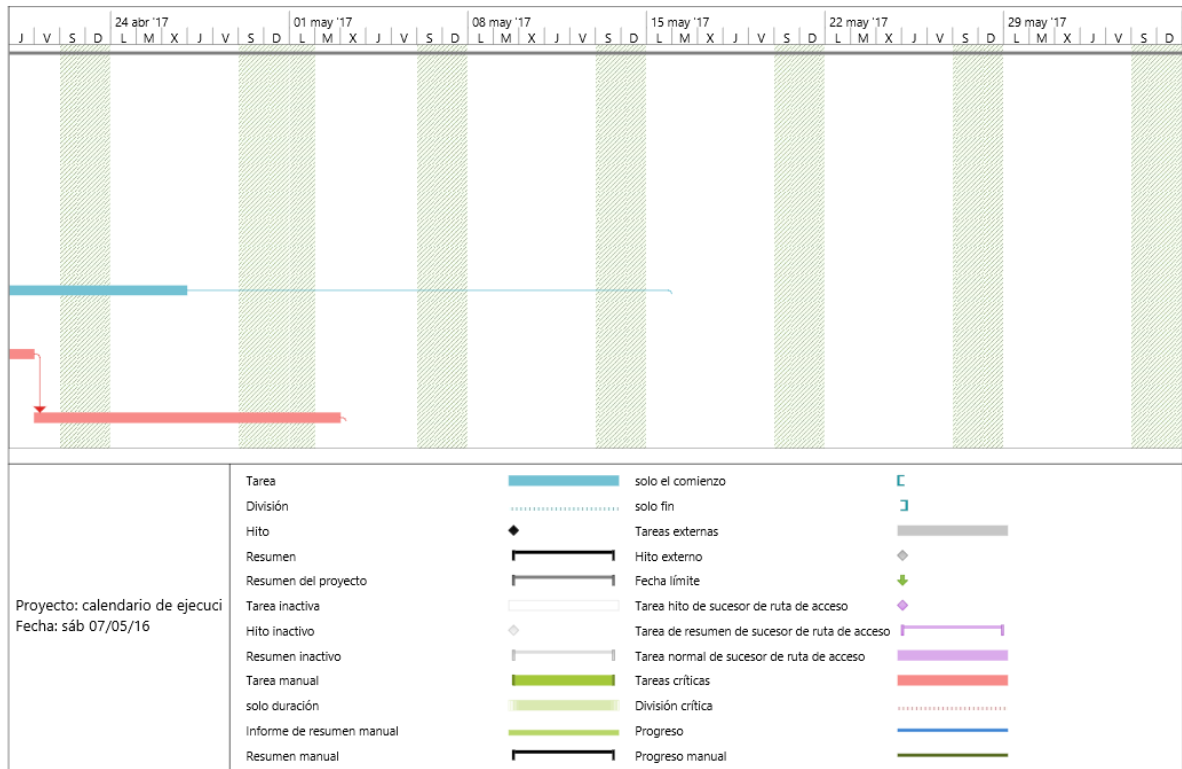 24 abr '17 01 may '17 08 may '17 15 may '17 22 may '17 29 may '17
J V S D L M X J V S D L M X J V S D L M X J V S D L M X J V S D L M X J V S D L M X J V S D
Tarea
División
Hito
Resumen
Resumen del proyecto
Tarea inactiva
Hito inactivo
Resumen inactivo
Tarea manual
solo duración
Informe de resumen manual
Resumen manual
solo el comienzo
solo fin
Tareas externas
Hito externo
Fecha límite
Tarea hito de sucesor de ruta de acceso
Tarea de resumen de sucesor de ruta de acceso
Tarea normal de sucesor de ruta de acceso
Tareas críticas
División crítica
Progreso
Progreso manual
Proyecto: calendario de ejecuci
Fecha: sáb 07/05/16